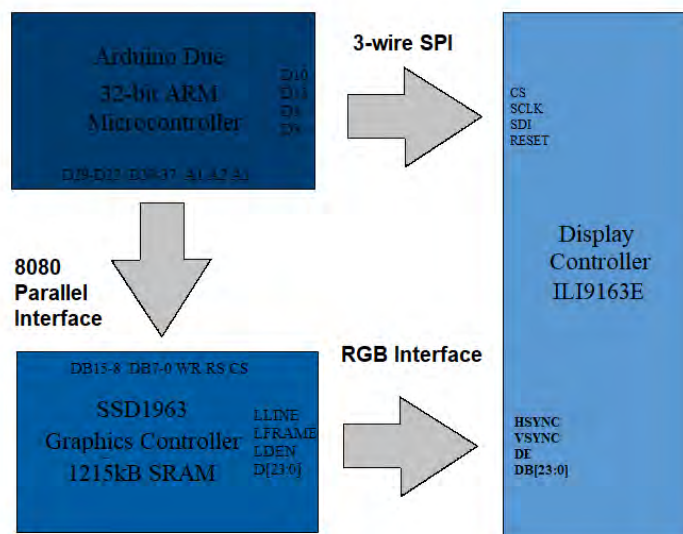 Arduino Due
32-bit ARM
Microcontroller
D10
D8
D9
3-wire SPI
CS
SCLK
SDI
RESET
8080
Parallel
Interface
Display
Controller
ILI9163E
RGB Interface
DB15-8 DB7-0 WR RS CS
SSD1963
Graphics Controller
1215kB SRAM
LLINE
LFRAME
LDEN
D[23:0]
HSYNC
VSYNC
DE
DB[23:0]